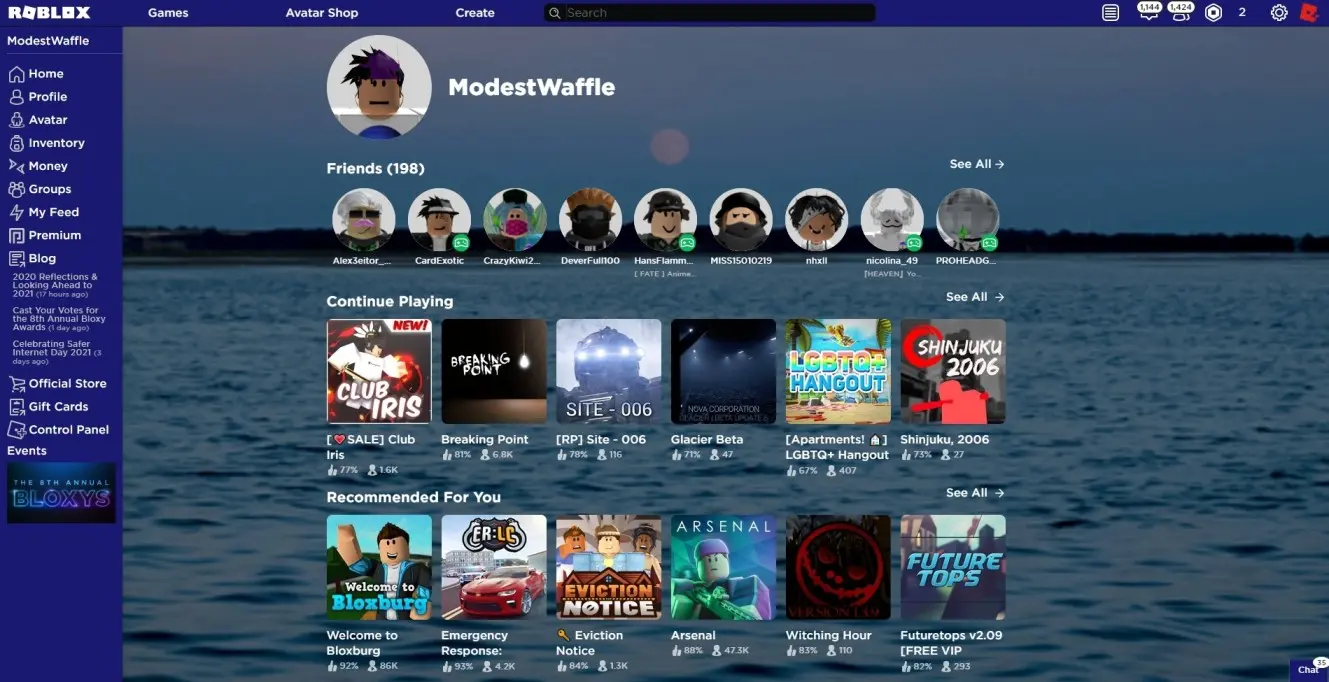 ROBLOX
Games
Avatar Shop
Create
Search
1,144
1,424
2
ModestWaffle
Home
Profile
Avatar
Inventory
Money
Groups
My Feed
Premium
Blog
2020 Reflections &
Looking Ahead to
2021 (17 hours ago)
Cast Your Votes for
the 8th Annual Bloxy
Awards (1 day ago)
Celebrating Safer
Internet Day 2021 (3
days ago)
Official Store
Gift Cards
Control Panel
Events
THE 8TH ANNUAL
BLOXYS
ModestWaffle
Friends (198)
See All →
Alex3eitor_...
CardExotic
CrazyKiwi2...
DeverFull100
HansFlamm...
MISS15010219
nhxll
nicolina_49
PROHEADG...
[ FATE ] Anime...
[HEAVEN] Yo...
Continue Playing
See All →
NEW!
CLUB
IRIS
BREAKING
POINT
SITE - 006
NOVA CORPORATION
LGBTQ+
HANGOUT
SHINJUKU
2006
[❤️SALE] Club
Iris
77% 1.6K
Breaking Point
81% 6.8K
[RP] Site - 006
78% 116
Glacier Beta
71% 47
[Apartments! 🏠]
LGBTQ+ Hangout
67% 407
Shinjuku, 2006
73% 27
Recommended For You
See All →
Welcome to
Bloxburg
ER:LC
EVICTION
NOTICE
ARSENAL
VERSION 1.49
FUTURE
TOPS
Welcome to
Bloxburg
92% 86K
Emergency
Response:
93% 4.2K
🔑 Eviction
Notice
84% 1.3K
Arsenal
88% 47.3K
Witching Hour
83% 110
Futuretops v2.09
[FREE VIP
82% 293
Chat
35